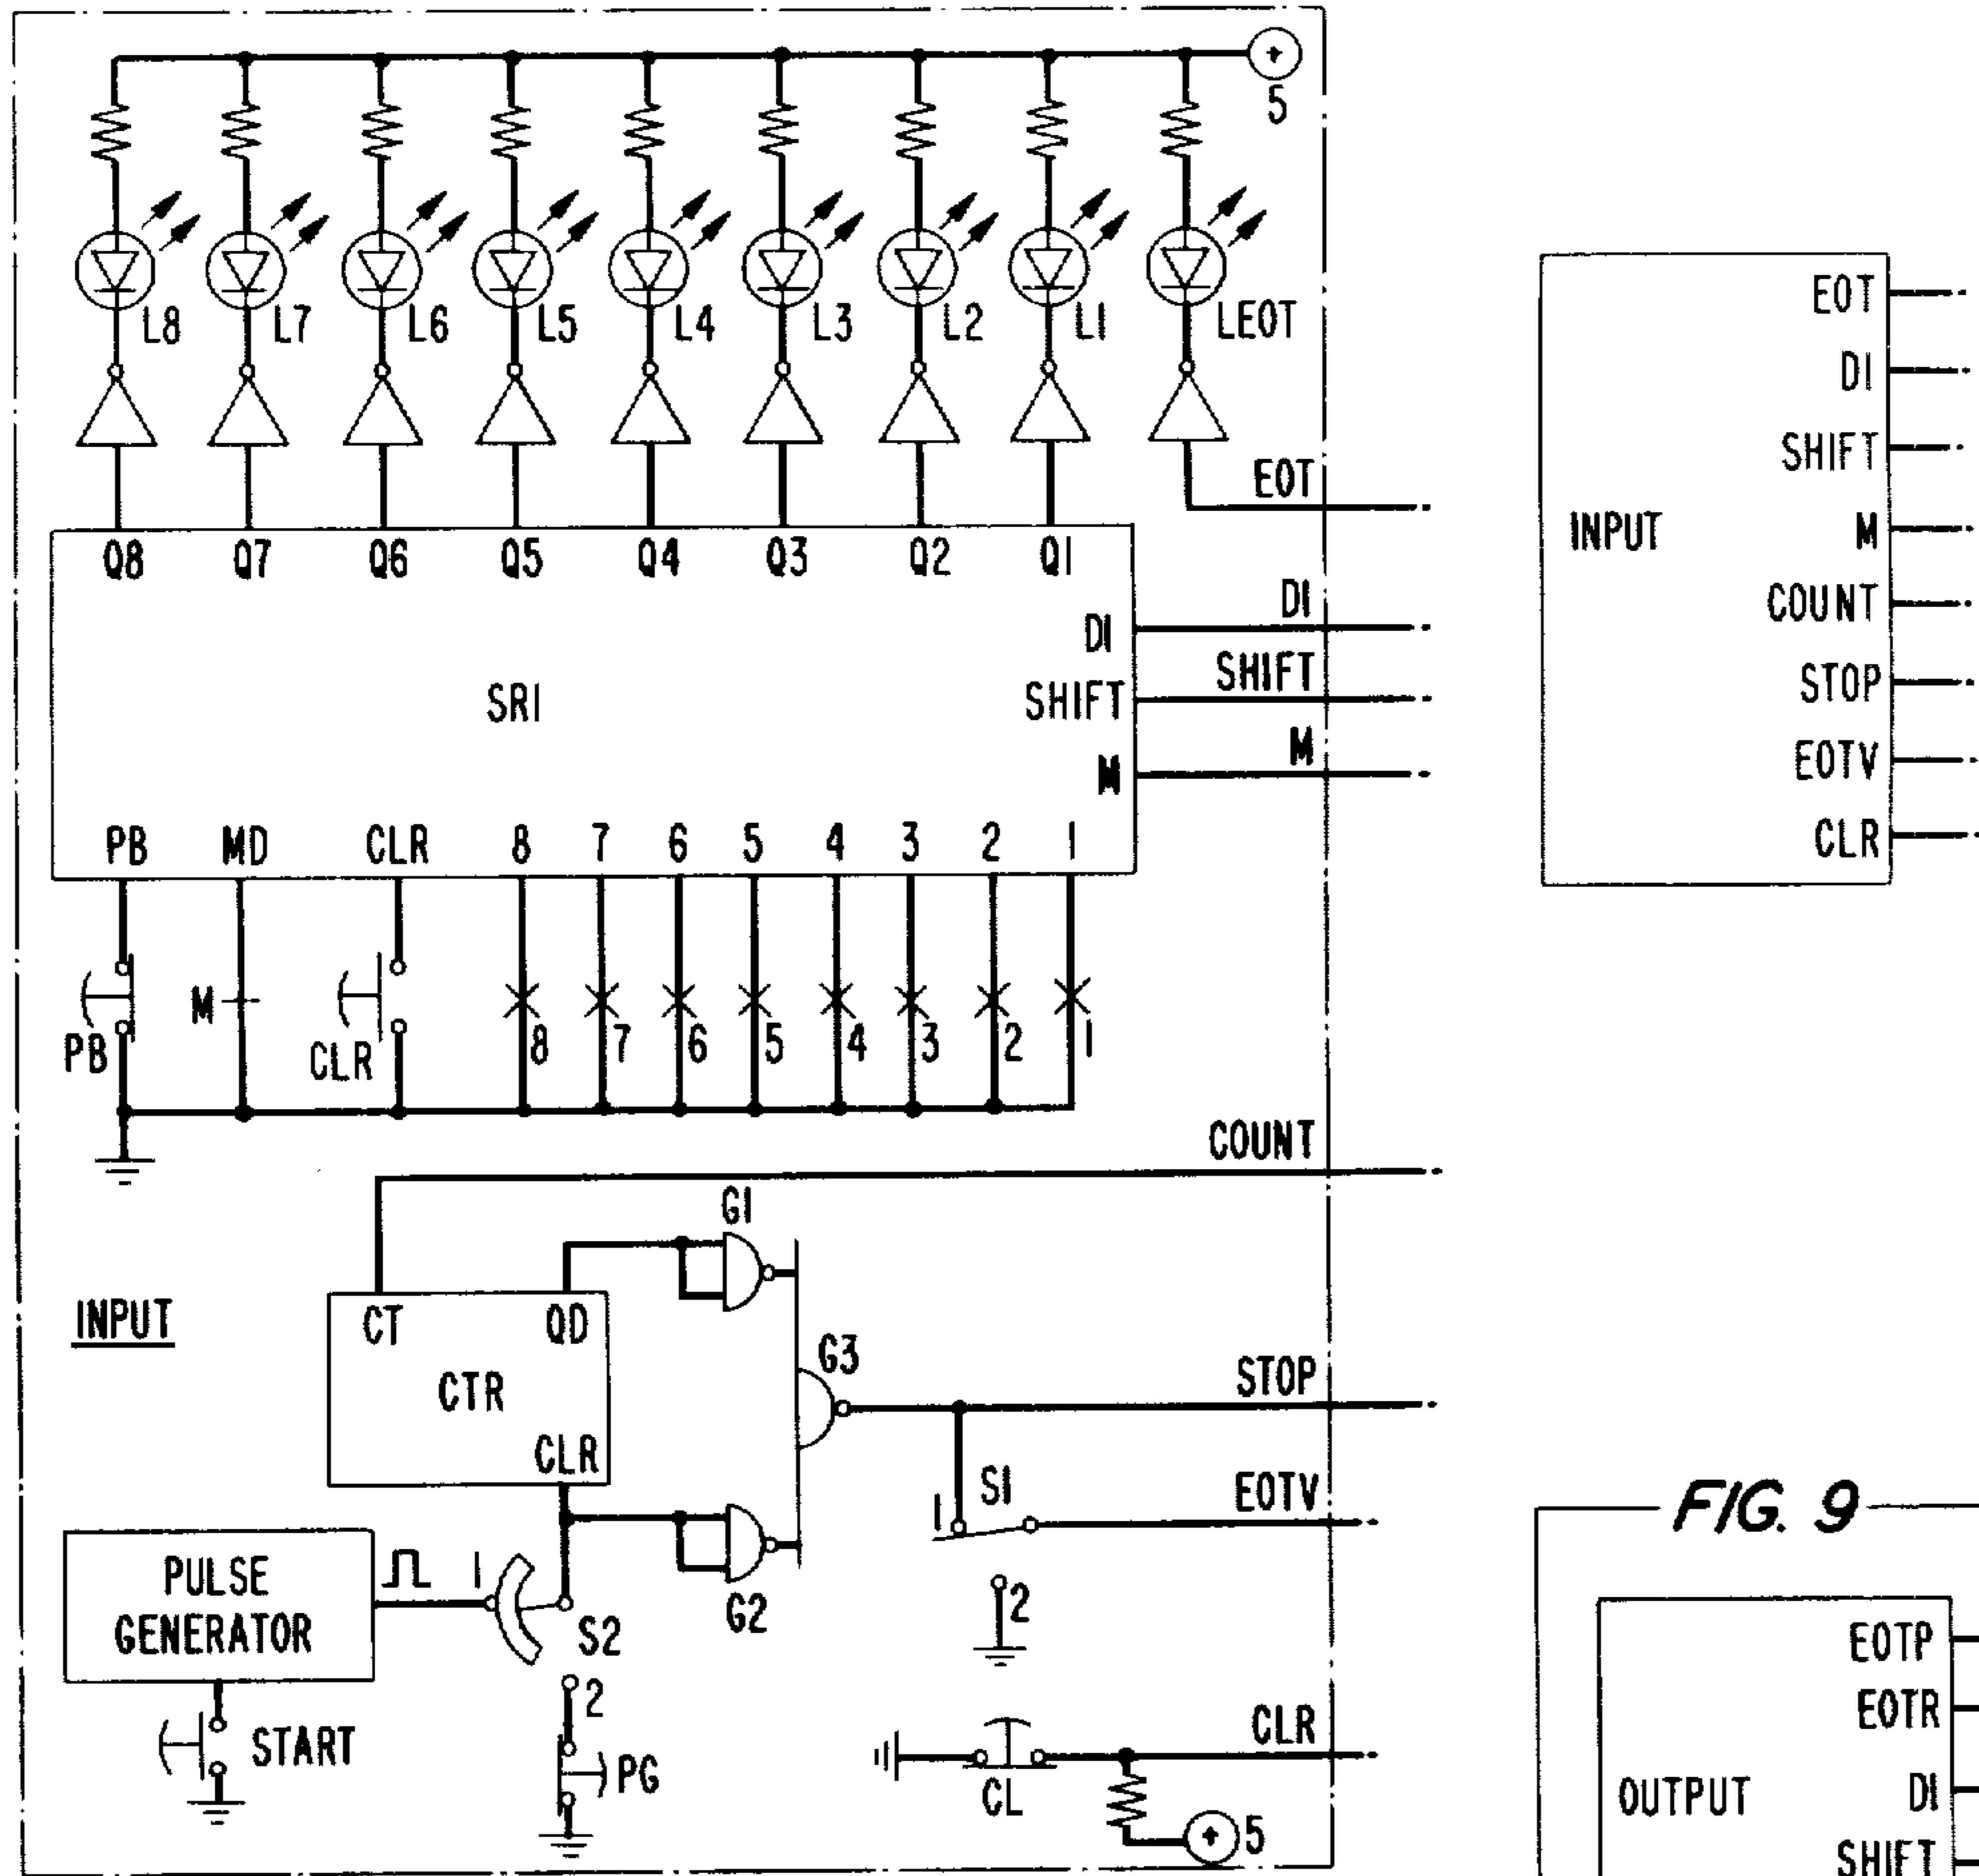 5
L8 L7 L6 L5 L4 L3 L2 L1 LEOT
EOT
Q8 Q7 Q6 Q5 Q4 Q3 Q2 Q1
DI DI
SRI
SHIFT SHIFT
M M
PB MD CLR 8 7 6 5 4 3 2 1
PB M CLR 8 7 6 5 4 3 2 1
COUNT
G1
INPUT
CT QD
CTR
CLR
G3
STOP
S1
1
EOTV
PULSE
GENERATOR
1
S2
G2
2
2
START
PG
CLR
CL
5
EOT
DI
SHIFT
INPUT
M
COUNT
STOP
EOTV
CLR
FIG. 9
EOTP
EOTR
OUTPUT
DI
SHIFT